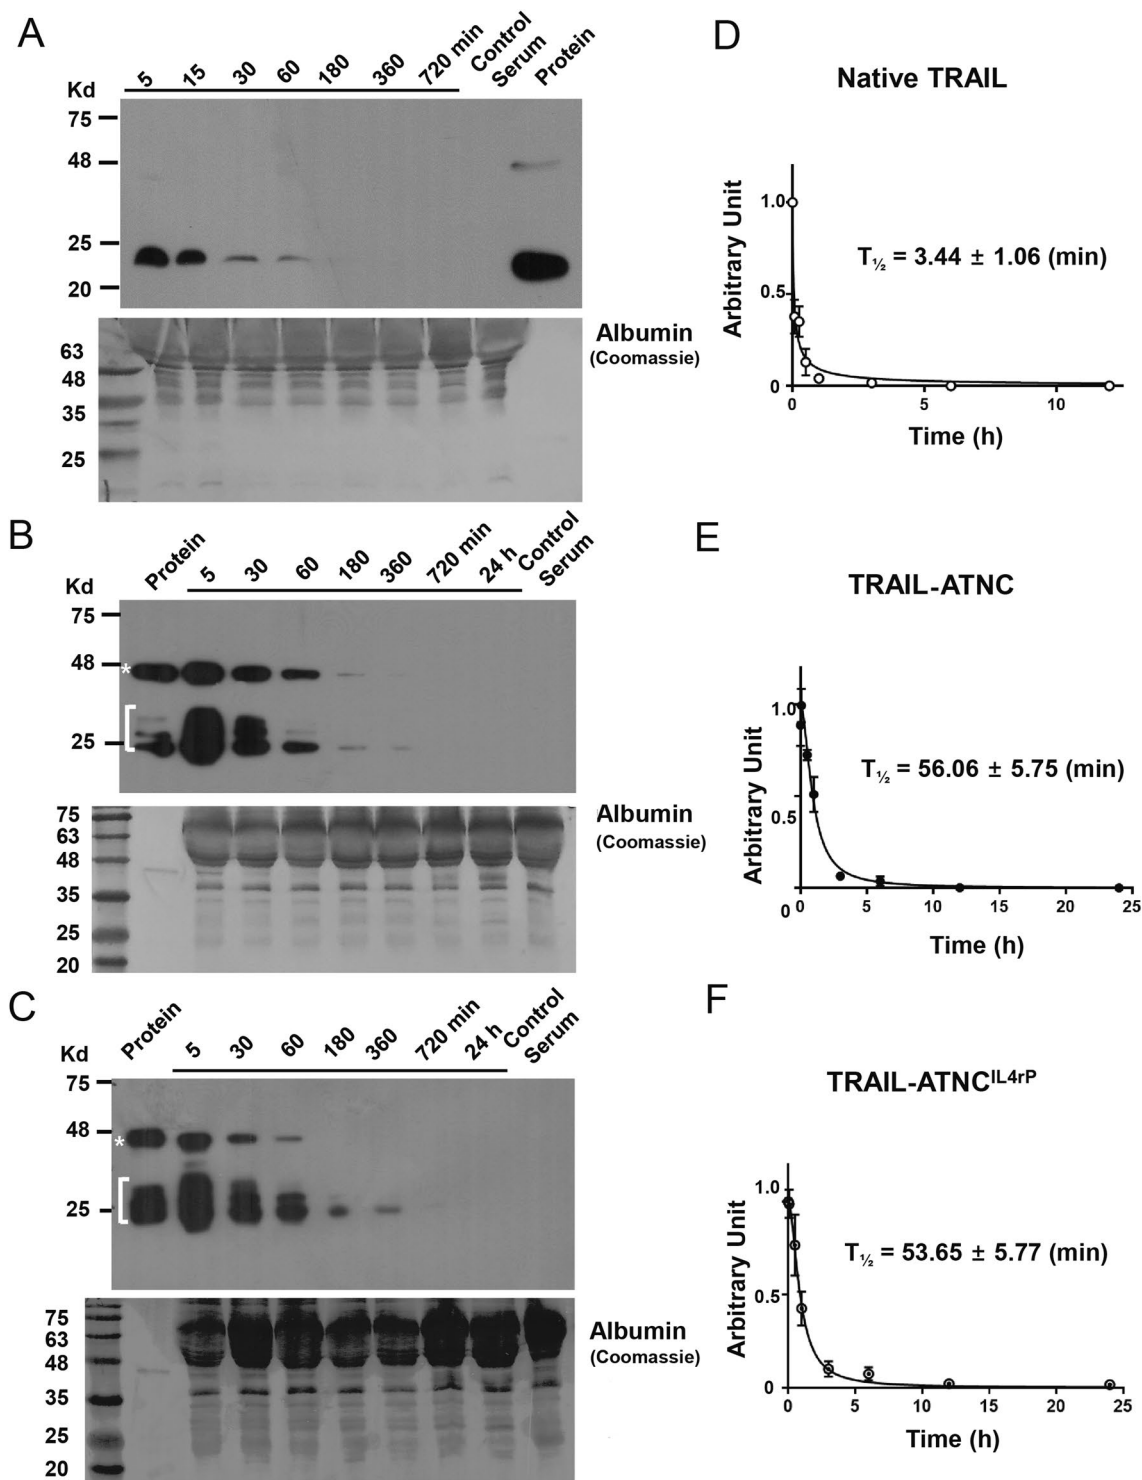 A
5 15 30 60 180 360 720 min Control Serum Protein
Kd
75
48
25
20
63
48
35
25
Albumin
(Coomassie)
D
Native TRAIL
Arbitrary Unit
1.0
0.5
0
T½ = 3.44 ± 1.06 (min)
0 5 10
Time (h)
B
Protein 5 30 60 180 360 720 min 24 h Control Serum
Kd
75
48
*
25
75
63
48
35
25
20
Albumin
(Coomassie)
E
TRAIL-ATNC
Arbitrary Unit
1.0
0.5
0
T½ = 56.06 ± 5.75 (min)
0 5 10 15 20 25
Time (h)
C
Protein 5 30 60 180 360 720 min 24 h Control Serum
Kd
75
48
*
25
75
63
48
35
25
20
Albumin
(Coomassie)
F
TRAIL-ATNC^IL4rP
Arbitrary Unit
1.0
0.5
0
T½ = 53.65 ± 5.77 (min)
0 5 10 15 20 25
Time (h)